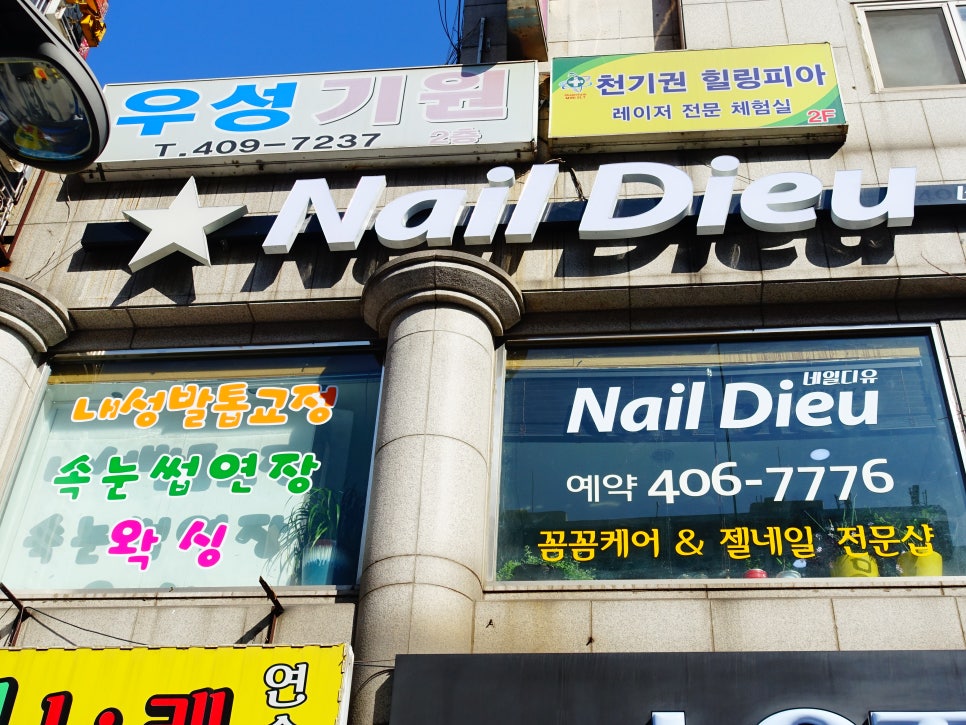 우성기원
T.409-7237 2층
천기권 힐링피아
레이저 전문 체험실
2F
Nail Dieu
내성발톱교정
속눈썹연장
왁싱
네일디유
Nail Dieu
예약 406-7776
꼼꼼케어 & 젤네일 전문샵